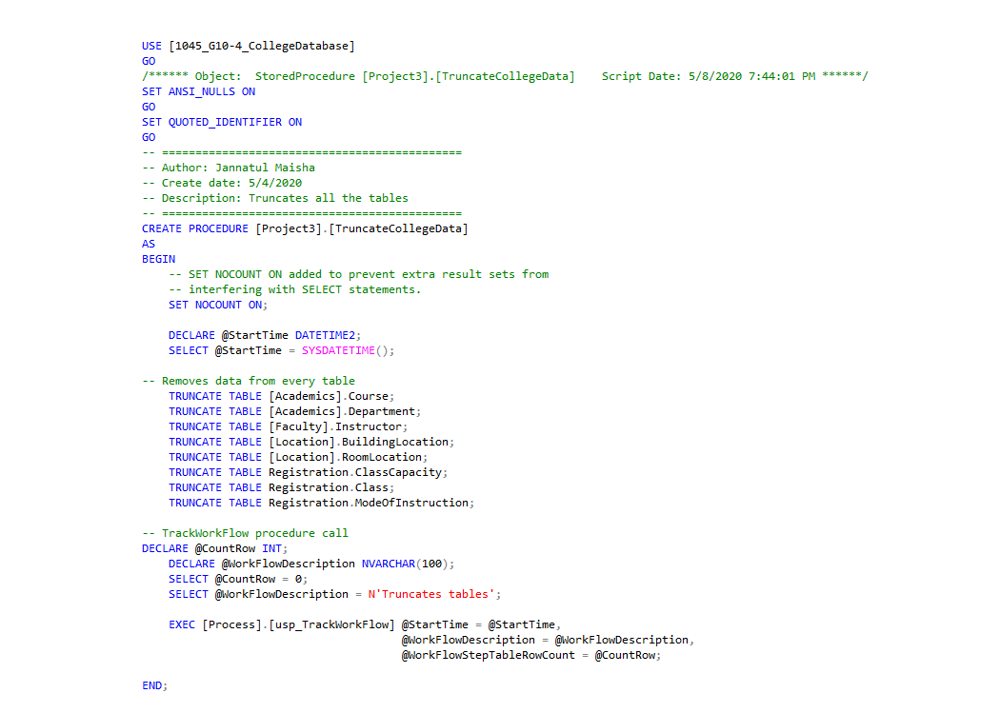 USE [1045_G10-4_CollegeDatabase]
GO
/****** Object:  StoredProcedure [Project3].[TruncateCollegeData]    Script Date: 5/8/2020 7:44:01 PM ******/
SET ANSI_NULLS ON
GO
SET QUOTED_IDENTIFIER ON
GO
-- =============================================
-- Author: Jannatul Maisha
-- Create date: 5/4/2020
-- Description: Truncates all the tables
-- =============================================
CREATE PROCEDURE [Project3].[TruncateCollegeData]
AS
BEGIN
    -- SET NOCOUNT ON added to prevent extra result sets from
    -- interfering with SELECT statements.
    SET NOCOUNT ON;

    DECLARE @StartTime DATETIME2;
    SELECT @StartTime = SYSDATETIME();

-- Removes data from every table
    TRUNCATE TABLE [Academics].Course;
    TRUNCATE TABLE [Academics].Department;
    TRUNCATE TABLE [Faculty].Instructor;
    TRUNCATE TABLE [Location].BuildingLocation;
    TRUNCATE TABLE [Location].RoomLocation;
    TRUNCATE TABLE Registration.ClassCapacity;
    TRUNCATE TABLE Registration.Class;
    TRUNCATE TABLE Registration.ModeOfInstruction;

-- TrackWorkFlow procedure call
DECLARE @CountRow INT;
    DECLARE @WorkFlowDescription NVARCHAR(100);
    SELECT @CountRow = 0;
    SELECT @WorkFlowDescription = N'Truncates tables';

    EXEC [Process].[usp_TrackWorkFlow] @StartTime = @StartTime,
                                       @WorkFlowDescription = @WorkFlowDescription,
                                       @WorkFlowStepTableRowCount = @CountRow;

END;